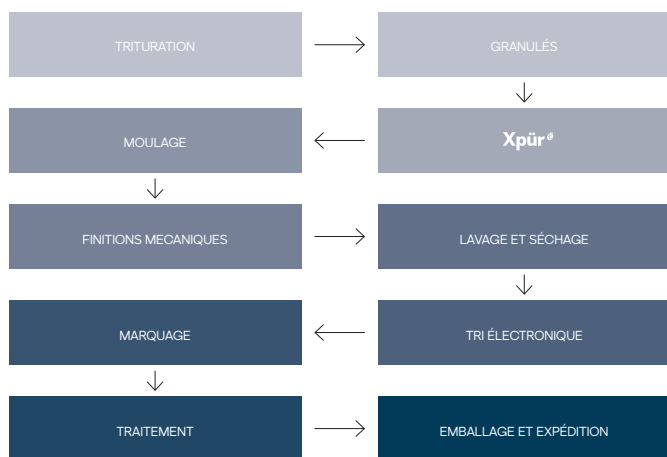 TRITURATION
GRANULÉS
Xpür
MOULAGE
FINITIONS MECANIQUES
LAVAGE ET SÉCHAGE
TRI ÉLECTRONIQUE
MARQUAGE
TRAITEMENT
EMBALLAGE ET EXPÉDITION